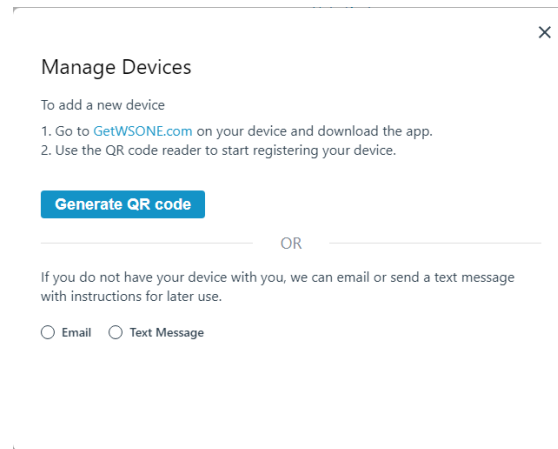 Manage Devices
To add a new device
1. Go to GetWSONE.com on your device and download the app.
2. Use the QR code reader to start registering your device.
Generate QR code
OR
If you do not have your device with you, we can email or send a text message
with instructions for later use.
Email
Text Message